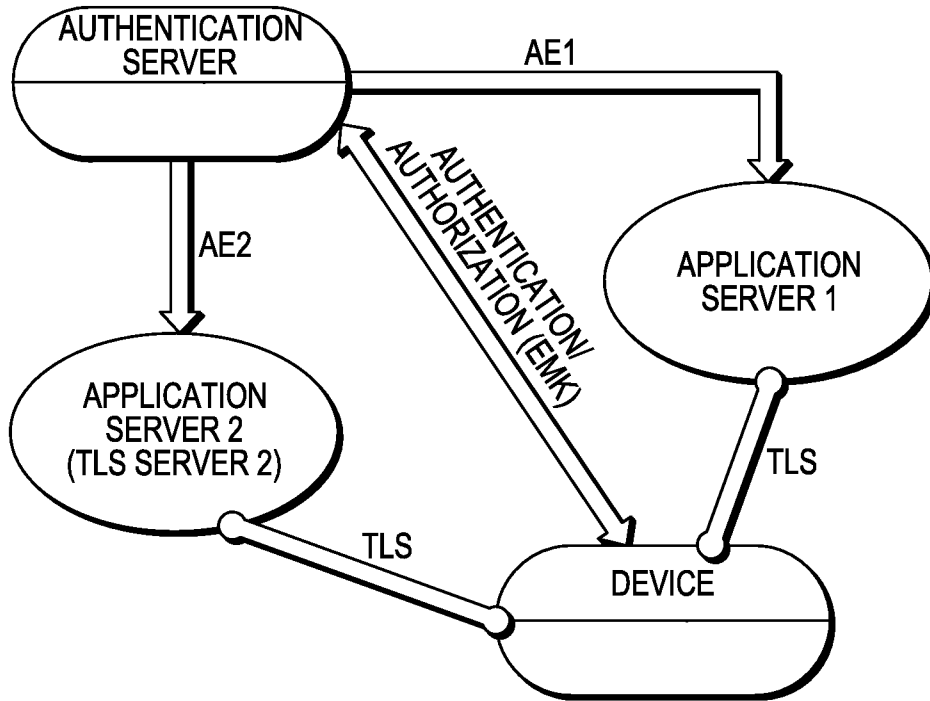 AUTHENTICATION
SERVER
AE1
AUTHENTICATION/
AUTHORIZATION (EMK)
AE2
APPLICATION
SERVER 1
APPLICATION
SERVER 2
(TLS SERVER 2)
TLS
TLS
DEVICE